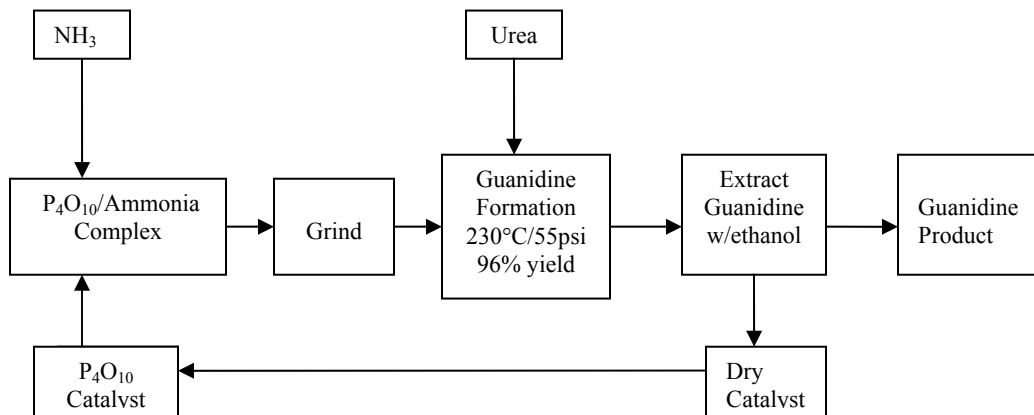 NH₃
Urea
P₄O₁₀/Ammonia
Complex
Grind
Guanidine
Formation
230°C/55psi
96% yield
Extract
Guanidine
w/ethanol
Guanidine
Product
P₄O₁₀
Catalyst
Dry
Catalyst